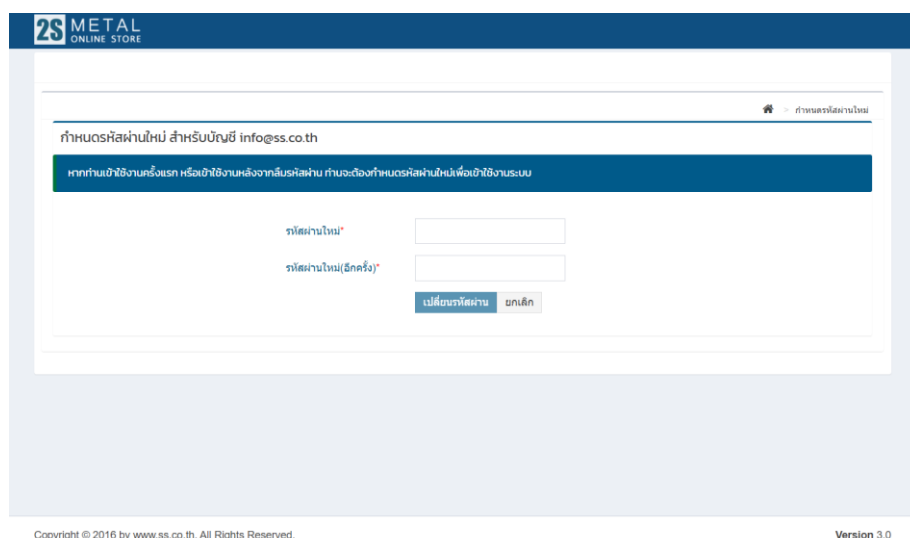 2S METAL
ONLINE STORE
> กำหนดรหัสผ่านใหม่
กำหนดรหัสผ่านใหม่ สำหรับบัญชี info@ss.co.th
หากท่านเข้าใช้งานครั้งแรก หรือเข้าใช้งานหลังจากลืมรหัสผ่าน ท่านจะต้องกำหนดรหัสผ่านใหม่เพื่อเข้าใช้งานระบบ
รหัสผ่านใหม่*
รหัสผ่านใหม่(อีกครั้ง)*
เปลี่ยนรหัสผ่าน ยกเลิก
Copyright © 2016 by www.ss.co.th. All Rights Reserved. Version 3.0